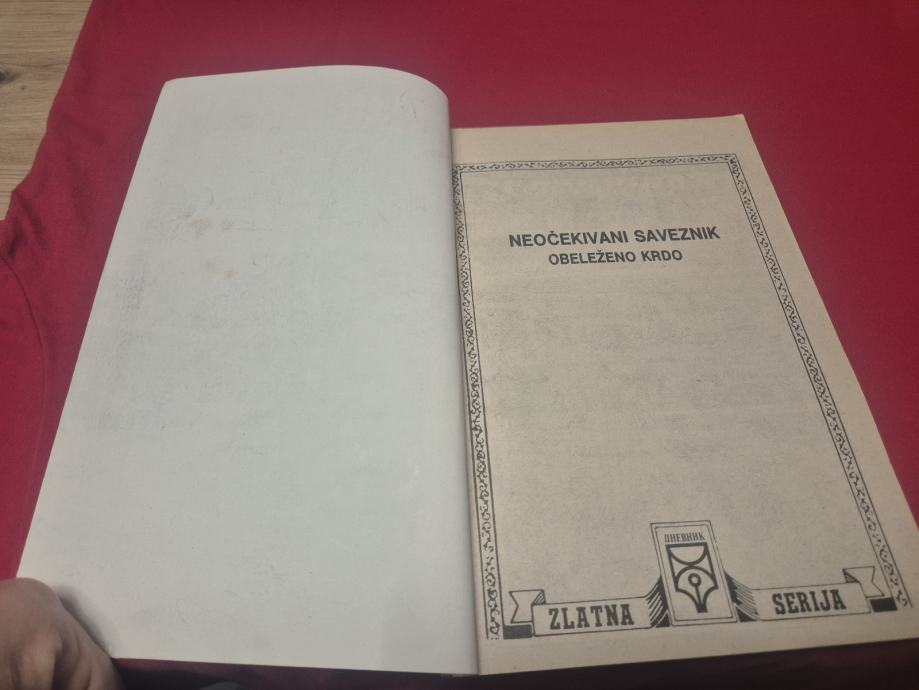 NEOČEKIVANI SAVEZNIK
OBELEŽENO KRDO
ДНЕВНИК
ZLATNA SERIJA